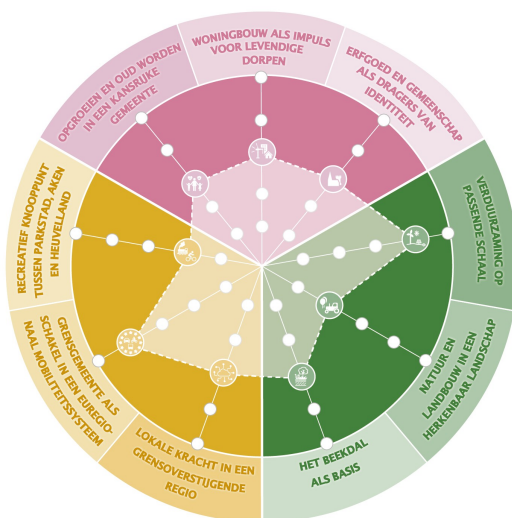 WONINGBOUW ALS IMPULS
VOOR LEVENDIGE
DORPEN
ERFGOED EN GEMEENSCHAP
ALS DRAGERS VAN
IDENTITEIT
VERDUURZAMING OP
PASSENDE SCHAAL
NATUUR EN
LANDBOUW IN EEN
HERKENBAAR LANDSCHAP
HET BEEKDAL
ALS BASIS
LOKALE KRACHT IN EEN
GRENSOVERSTIJGENDE
REGIO
GRENSGEMEENTE ALS
SCHAKEL IN EEN EUREGIO-
NAAL MOBILITEITSSYSTEEM
RECREATIEF KNOOPPUNT
TUSSEN PARKSTAD, AKEN
EN HEUVELLAND
OPGROEIEN EN OUD WORDEN
IN EEN KANSRIJKE
GEMEENTE